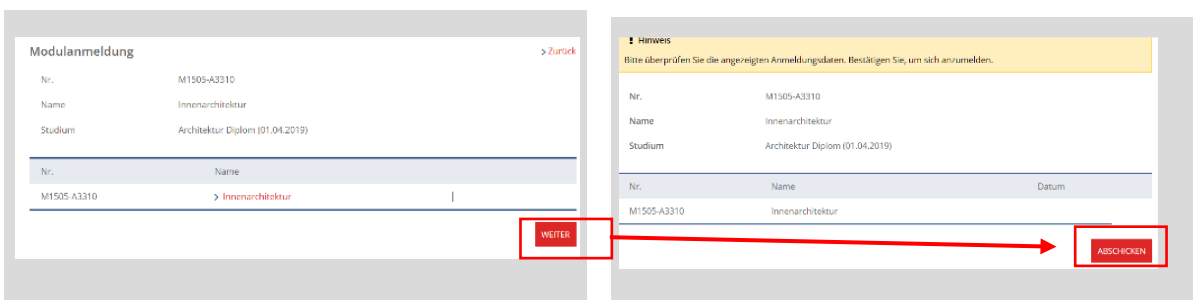 Modulanmeldung > Zurück
Nr. M1505-A3310
Name Innenarchitektur
Studium Architektur Diplom (01.04.2019)
Nr. Name
M1505-A3310 > Innenarchitektur
WEITER
! Hinweis
Bitte überprüfen Sie die angezeigten Anmeldungsdaten. Bestätigen Sie, um sich anzumelden.
Nr. M1505-A3310
Name Innenarchitektur
Studium Architektur Diplom (01.04.2019)
Nr. Name Datum
M1505-A3310 Innenarchitektur
ABSCHICKEN